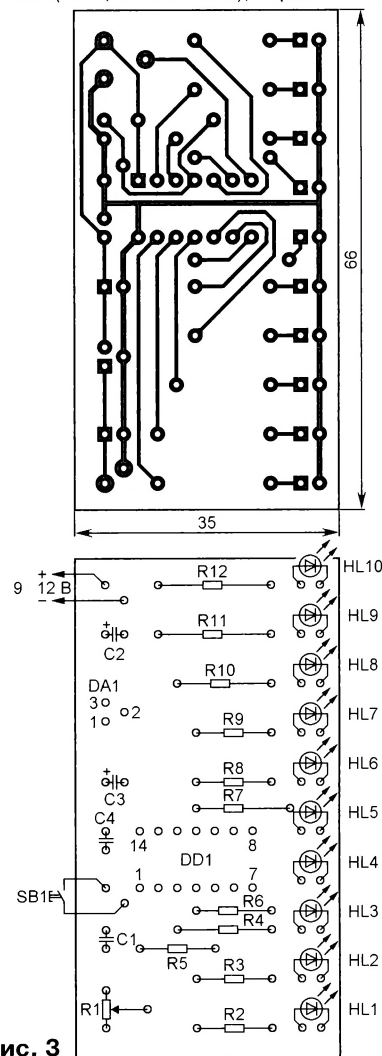 66
35
+
9 12 В
−
R12
HL10
R11
HL9
+
C2
R10
HL8
DA1
3
2
1
R9
HL7
R8
HL6
+
C3
R7
HL5
C4
14
8
DD1
HL4
1
7
SB1
R6
HL3
R4
C1
R5
R3
HL2
R1
R2
HL1
ис. 3